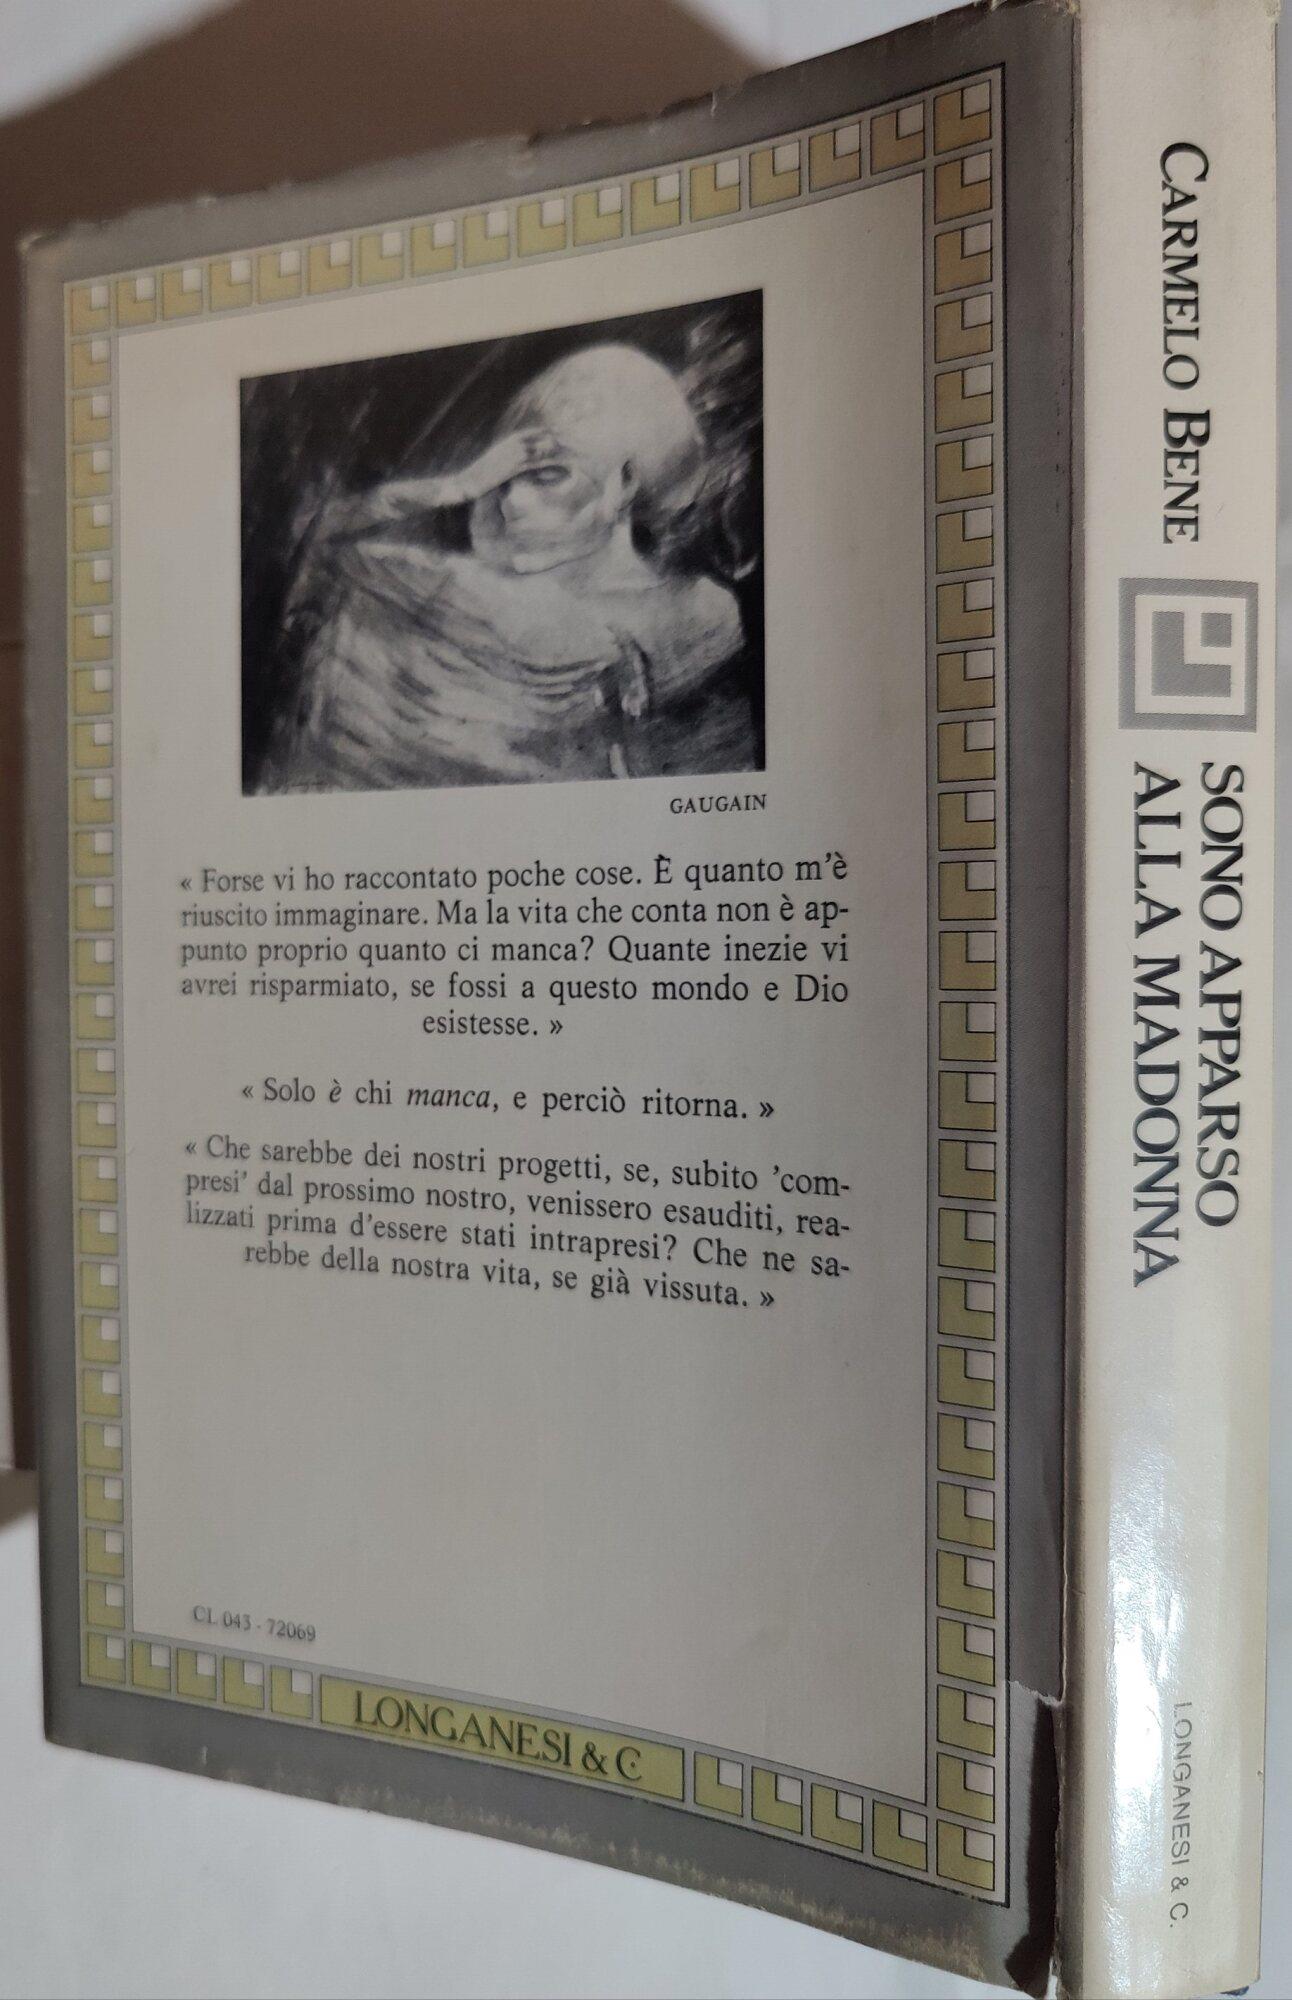 GAUGAIN
« Forse vi ho raccontato poche cose. È quanto m'è
riuscito immaginare. Ma la vita che conta non è ap-
punto proprio quanto ci manca? Quante inezie vi
avrei risparmiato, se fossi a questo mondo e Dio
esistesse. »
« Solo è chi manca, e perciò ritorna. »
« Che sarebbe dei nostri progetti, se, subito 'com-
presi' dal prossimo nostro, venissero esauditi, rea-
lizzati prima d'essere stati intrapresi? Che ne sa-
rebbe della nostra vita, se già vissuta. »
CL 043 - 72069
LONGANESI & C.
CARMELO BENE
SONO APPARSO
ALLA MADONNA
LONGANESI & C.